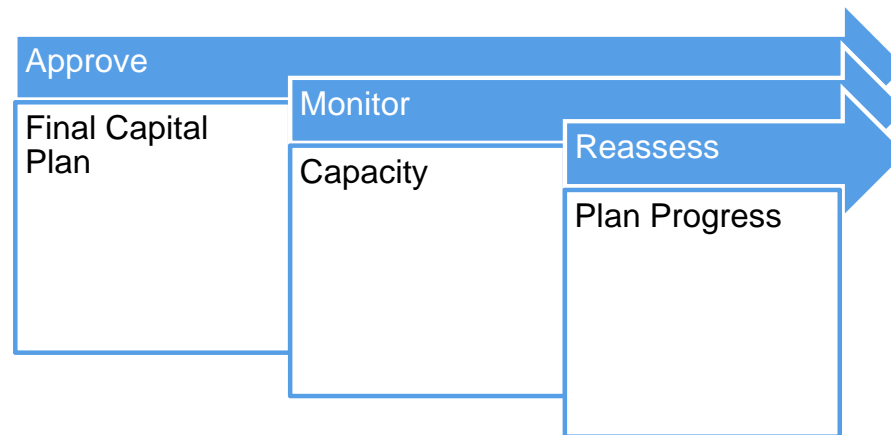 Approve
Final Capital
Plan
Monitor
Capacity
Reassess
Plan Progress